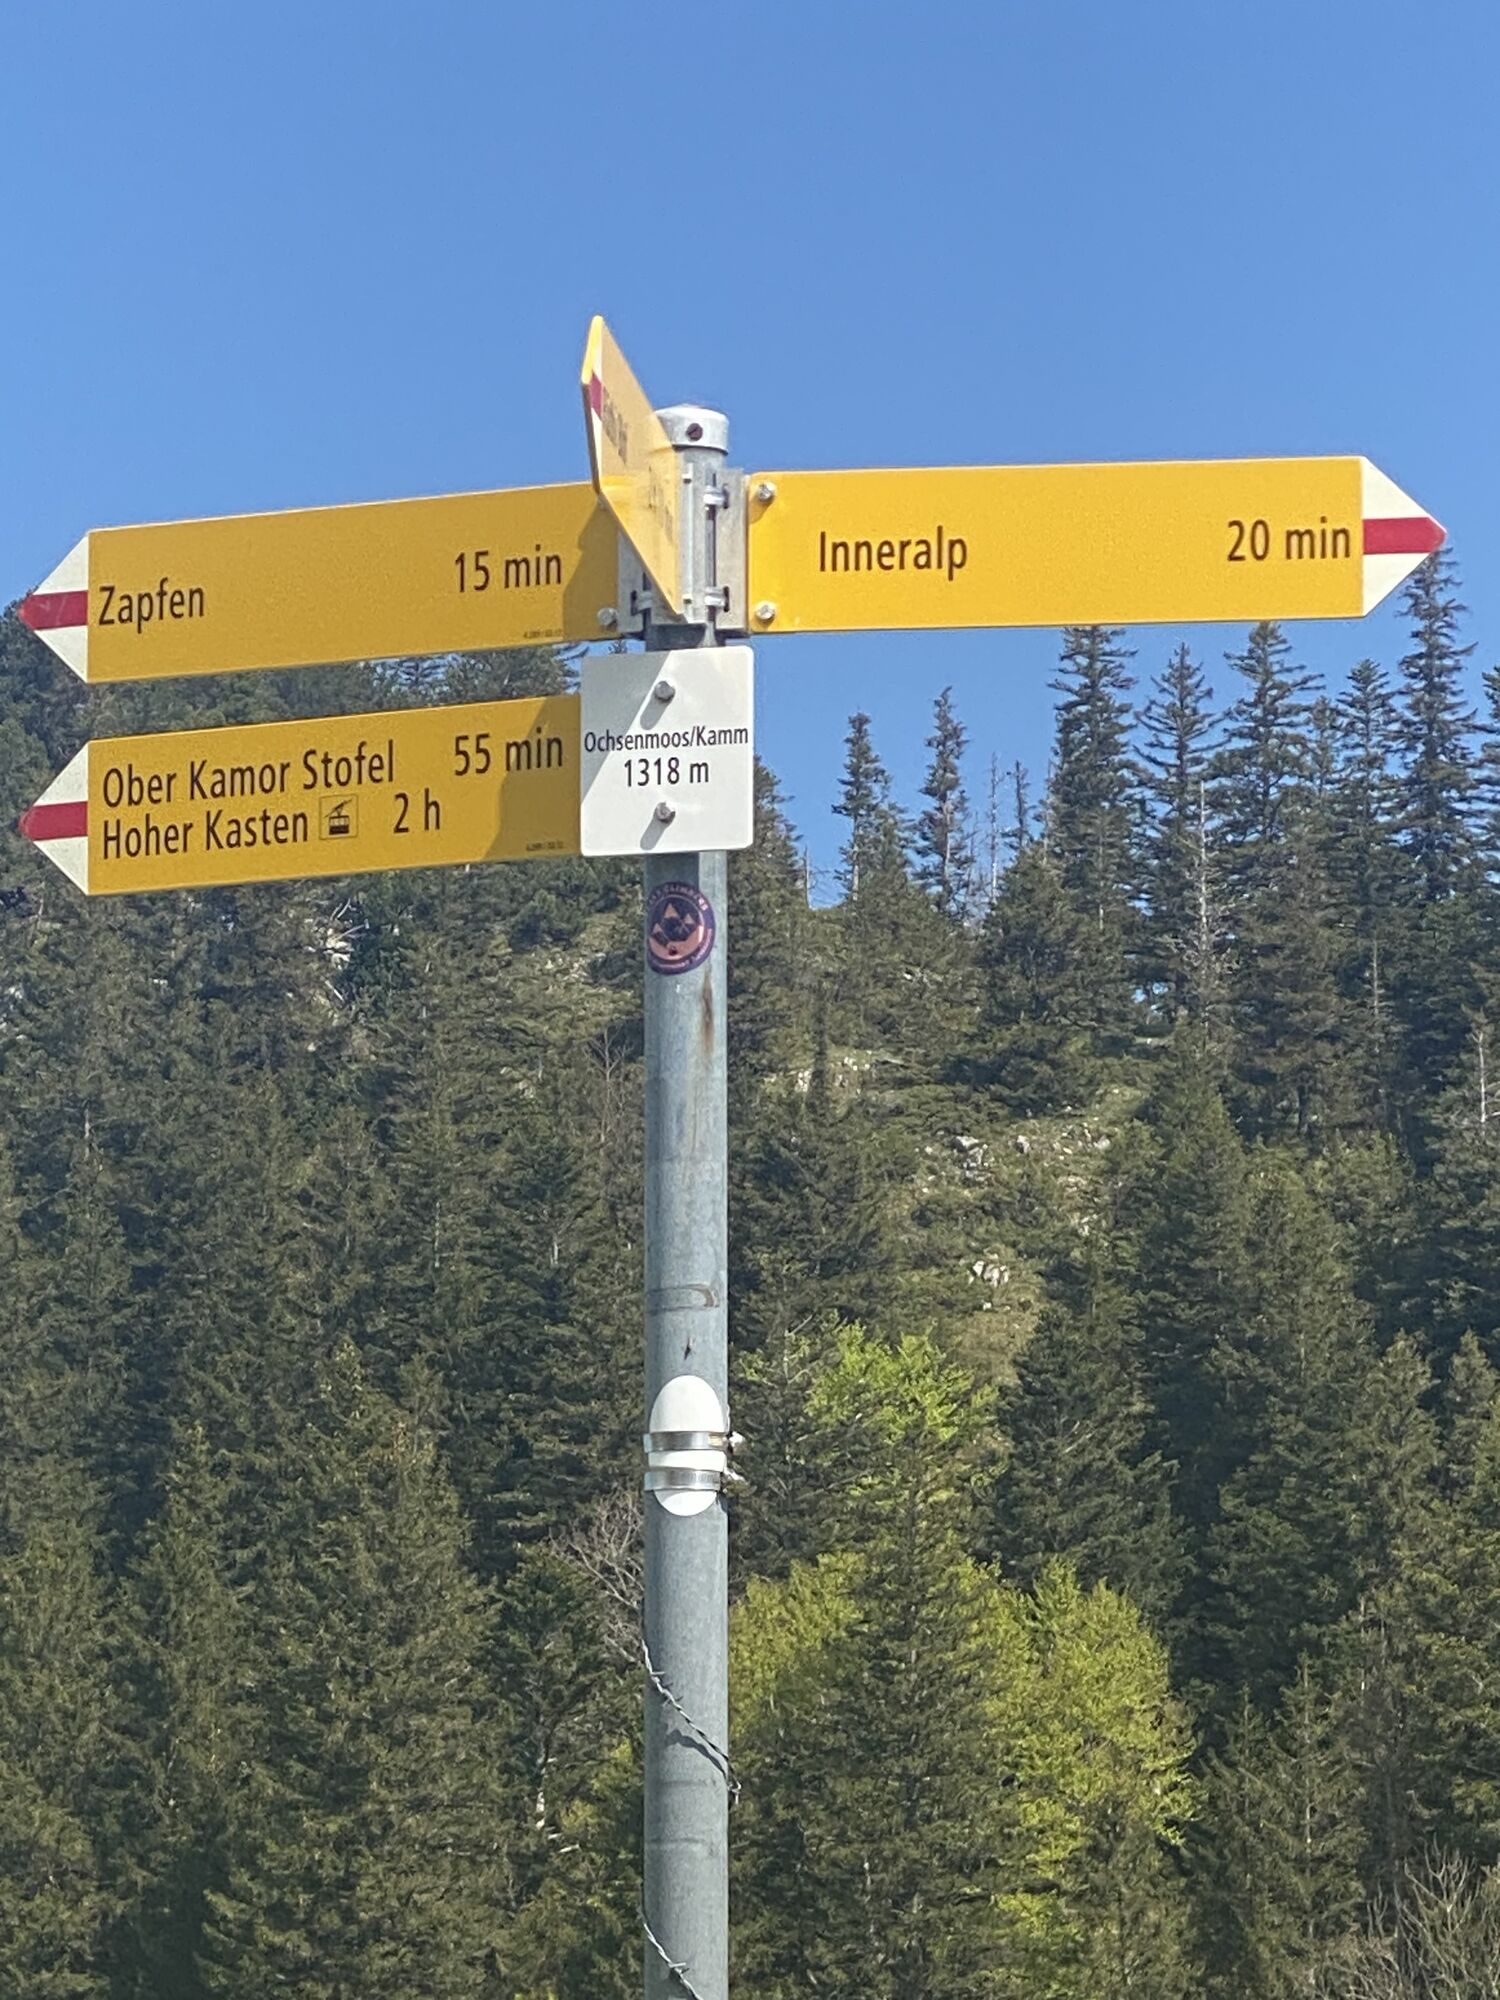 Zapfen 15 min
Inneralp 20 min
Ochsenmoos/Kamm
1318 m
Ober Kamor Stofel 55 min
Hoher Kasten 2 h